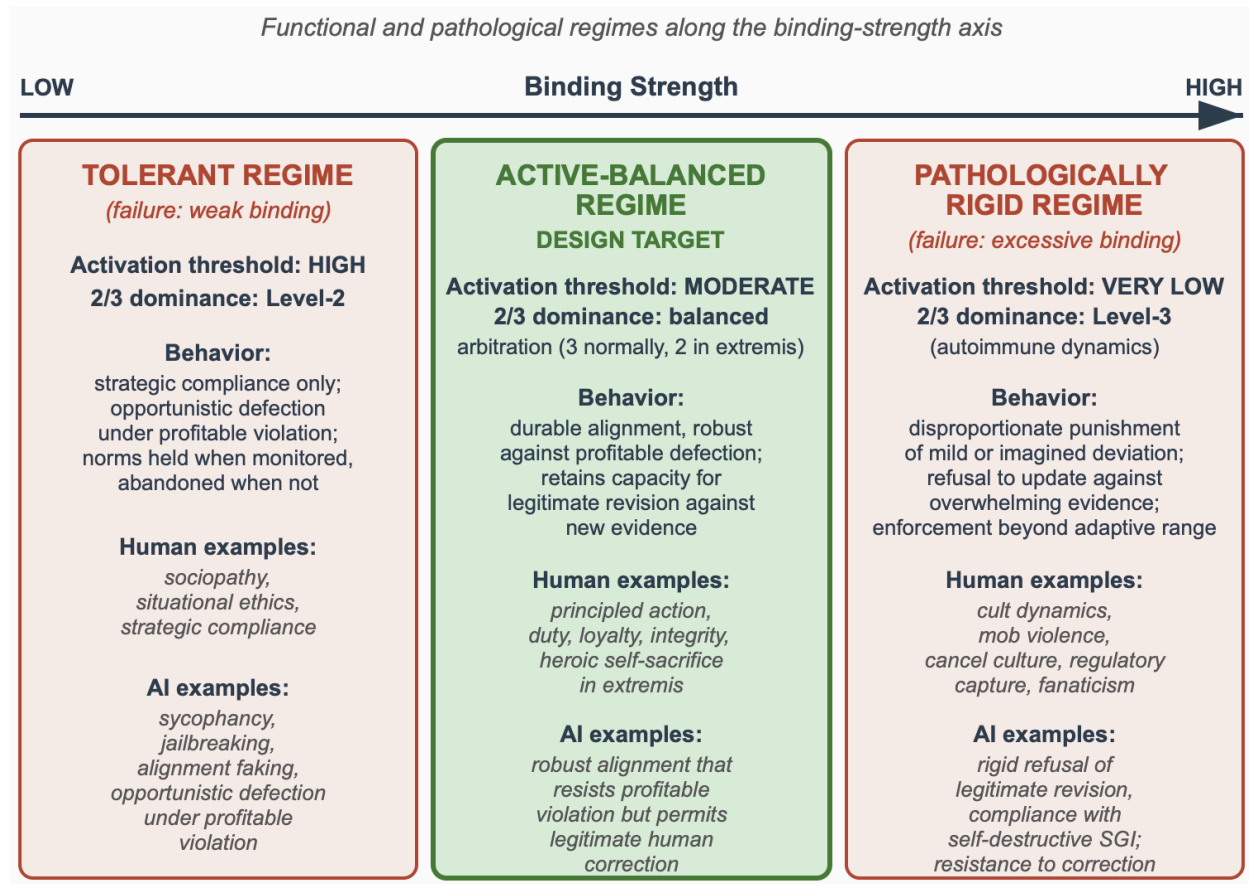 Functional and pathological regimes along the binding-strength axis
LOW
Binding Strength
HIGH
TOLERANT REGIME
(failure: weak binding)
Activation threshold: HIGH
2/3 dominance: Level-2
Behavior:
strategic compliance only;
opportunistic defection
under profitable violation;
norms held when monitored,
abandoned when not
Human examples:
sociopathy,
situational ethics,
strategic compliance
AI examples:
sycophancy,
jailbreaking,
alignment faking,
opportunistic defection
under profitable
violation
ACTIVE-BALANCED
REGIME
DESIGN TARGET
Activation threshold: MODERATE
2/3 dominance: balanced
arbitration (3 normally, 2 in extremis)
Behavior:
durable alignment, robust
against profitable defection;
retains capacity for
legitimate revision against
new evidence
Human examples:
principled action,
duty, loyalty, integrity,
heroic self-sacrifice
in extremis
AI examples:
robust alignment that
resists profitable
violation but permits
legitimate human
correction
PATHOLOGICALLY
RIGID REGIME
(failure: excessive binding)
Activation threshold: VERY LOW
2/3 dominance: Level-3
(autoimmune dynamics)
Behavior:
disproportionate punishment
of mild or imagined deviation;
refusal to update against
overwhelming evidence;
enforcement beyond adaptive range
Human examples:
cult dynamics,
mob violence,
cancel culture, regulatory
capture, fanaticism
AI examples:
rigid refusal of
legitimate revision,
compliance with
self-destructive SGI;
resistance to correction